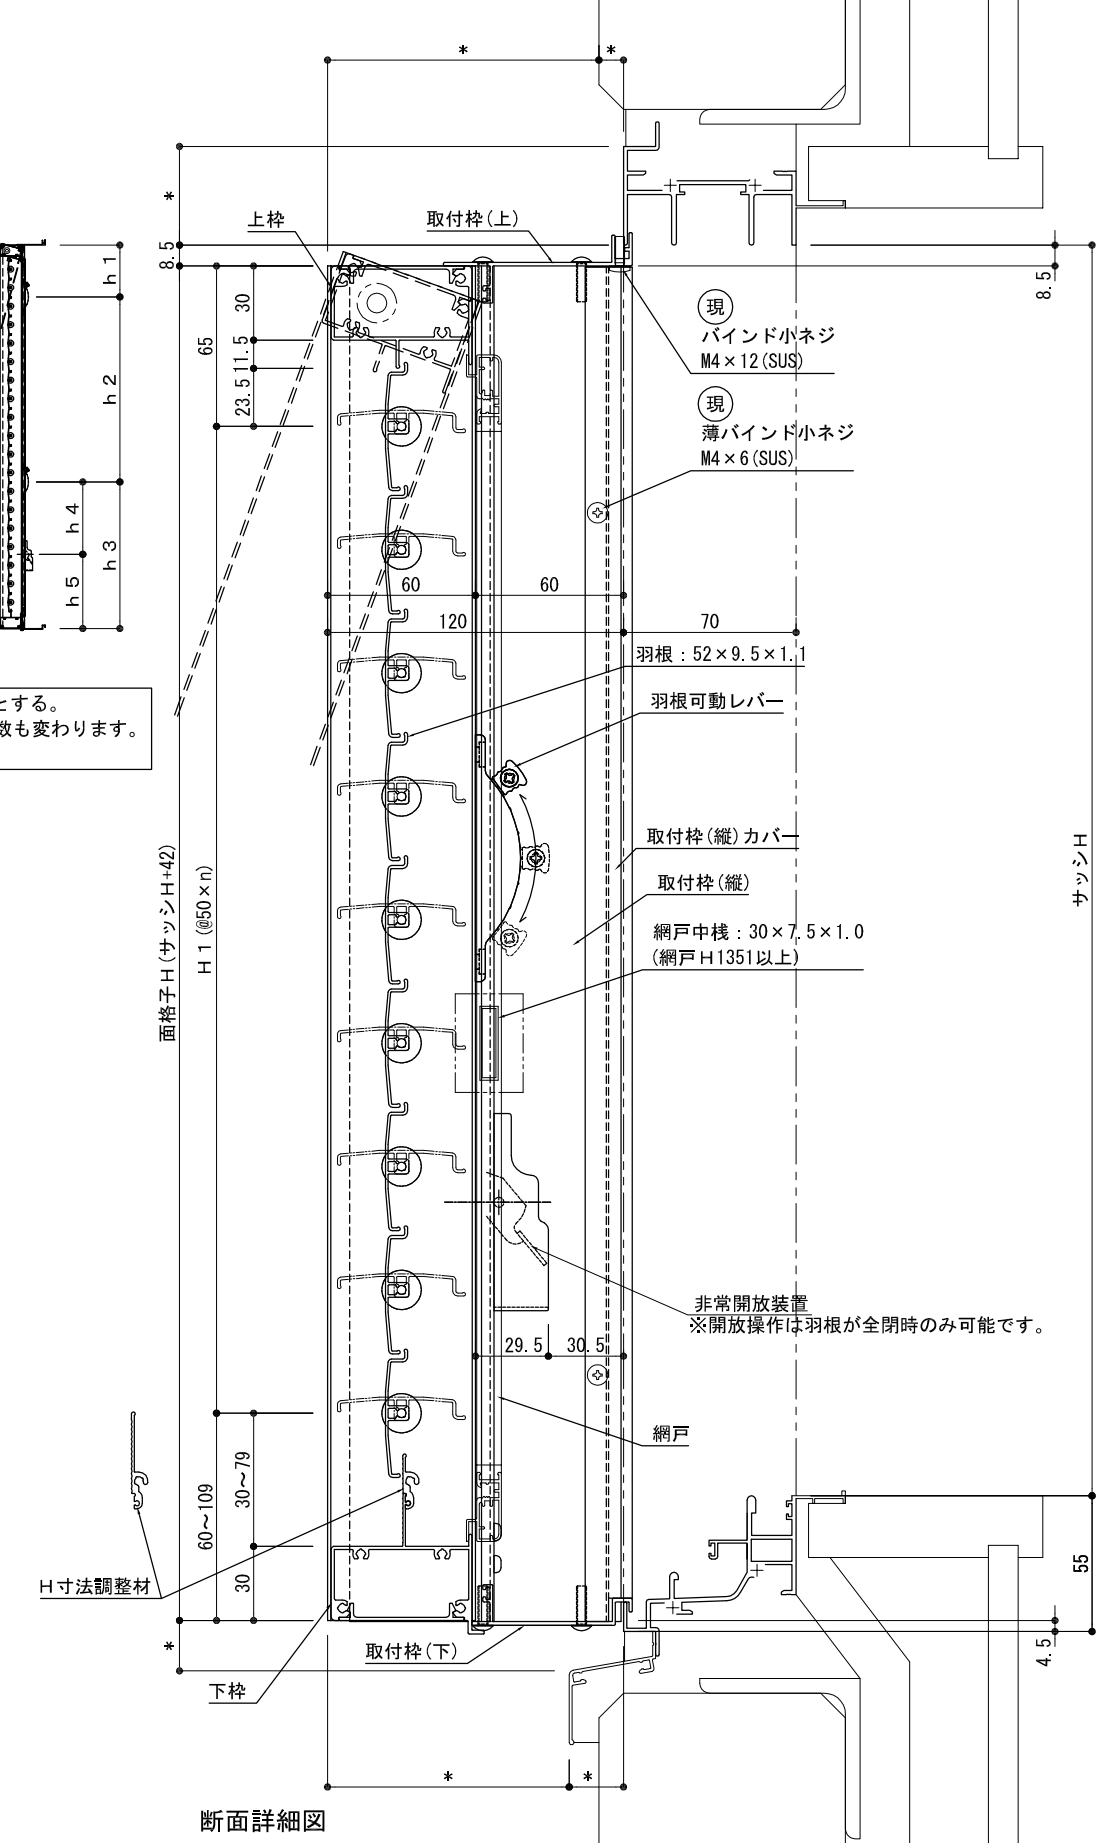 *
*
*
8.5
上枠
取付枠(上)
8.5
h1
30
65
11.5
23.5
h2
現
バインド小ネジ
M4×12(SUS)
現
薄バインド小ネジ
M4×6(SUS)
h4
h3
h5
60
60
120
70
羽根：52×9.5×1.1
とする。
数も変わります。
羽根可動レバー
取付枠(縦)カバー
取付枠(縦)
網戸中桟：30×7.5×1.0
(網戸H1351以上)
面格子H(サッシH+42)
H1(@50×n)
サッシH
非常開放装置
※開放操作は羽根が全閉時のみ可能です。
29.5
30.5
網戸
30～79
60～109
30
H寸法調整材
55
*
取付枠(下)
4.5
下枠
*
*
断面詳細図